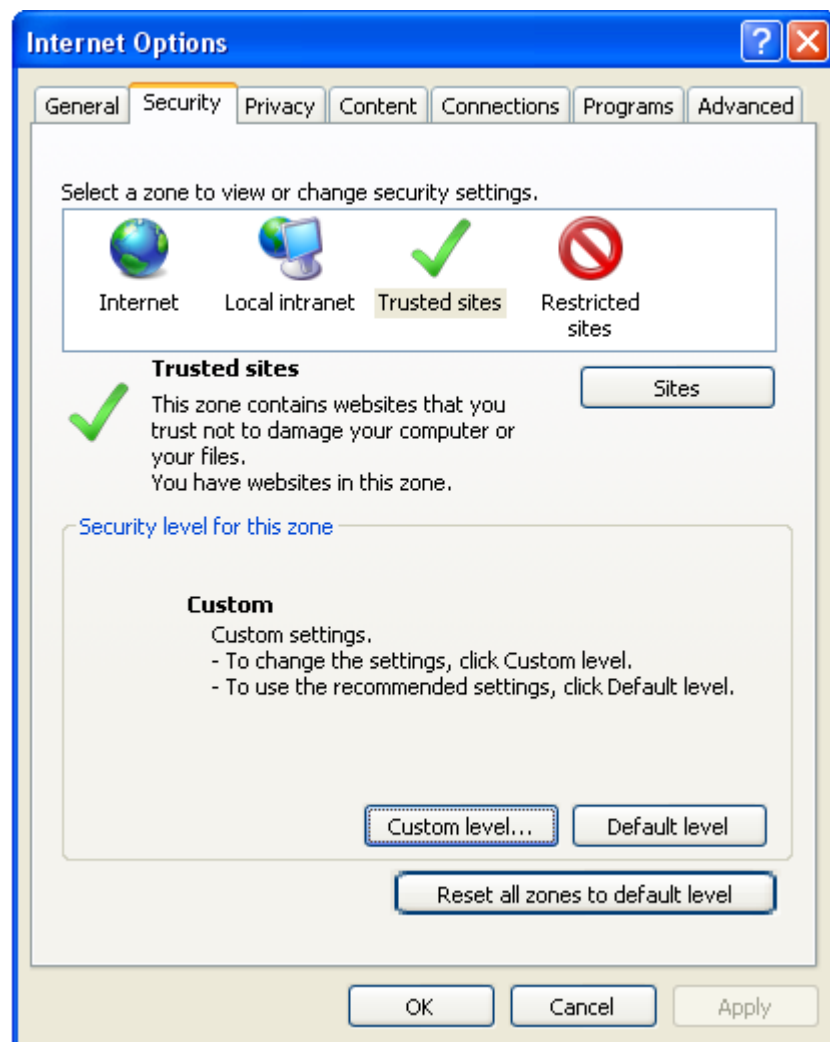 Internet Options
General Security Privacy Content Connections Programs Advanced
Select a zone to view or change security settings.
Internet Local intranet Trusted sites Restricted
sites
Trusted sites
Sites
This zone contains websites that you
trust not to damage your computer or
your files.
You have websites in this zone.
Security level for this zone
Custom
Custom settings.
- To change the settings, click Custom level.
- To use the recommended settings, click Default level.
Custom level... Default level
Reset all zones to default level
OK Cancel Apply